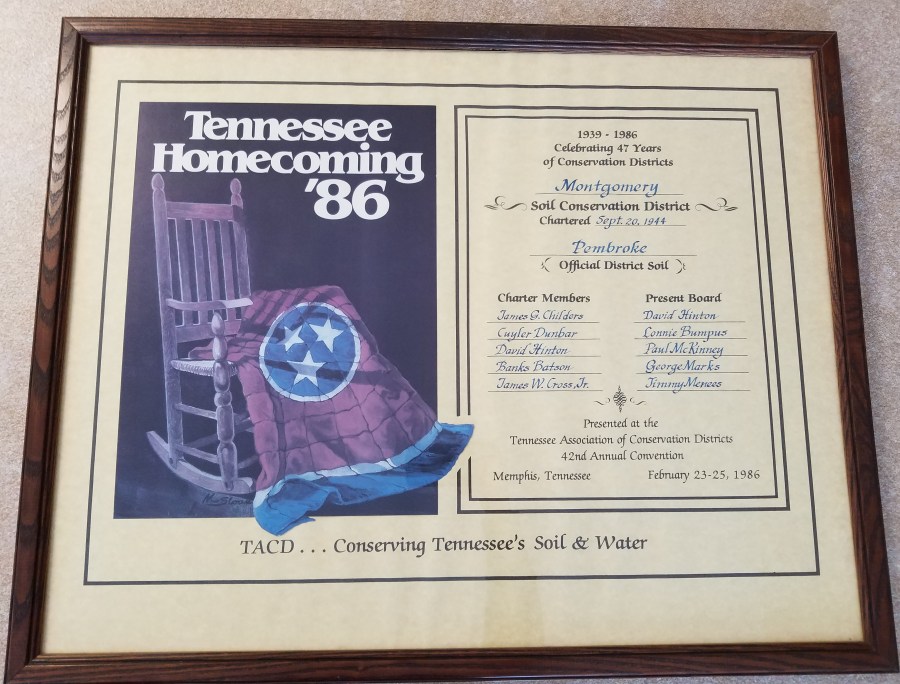 Tennessee
Homecoming
'86
1939 - 1986
Celebrating 47 Years
of Conservation Districts
Montgomery
Soil Conservation District
Chartered Sept. 20, 1944
Pembroke
Official District Soil
Charter Members
James G. Childers
Cuyler Dunbar
David Hinton
Banks Batson
James W. Cross, Jr.
Present Board
David Hinton
Lonnie Bumpus
Paul McKinney
George Marks
Jimmy Menees
Presented at the
Tennessee Association of Conservation Districts
42nd Annual Convention
Memphis, Tennessee February 23-25, 1986
TACD . . . Conserving Tennessee's Soil & Water